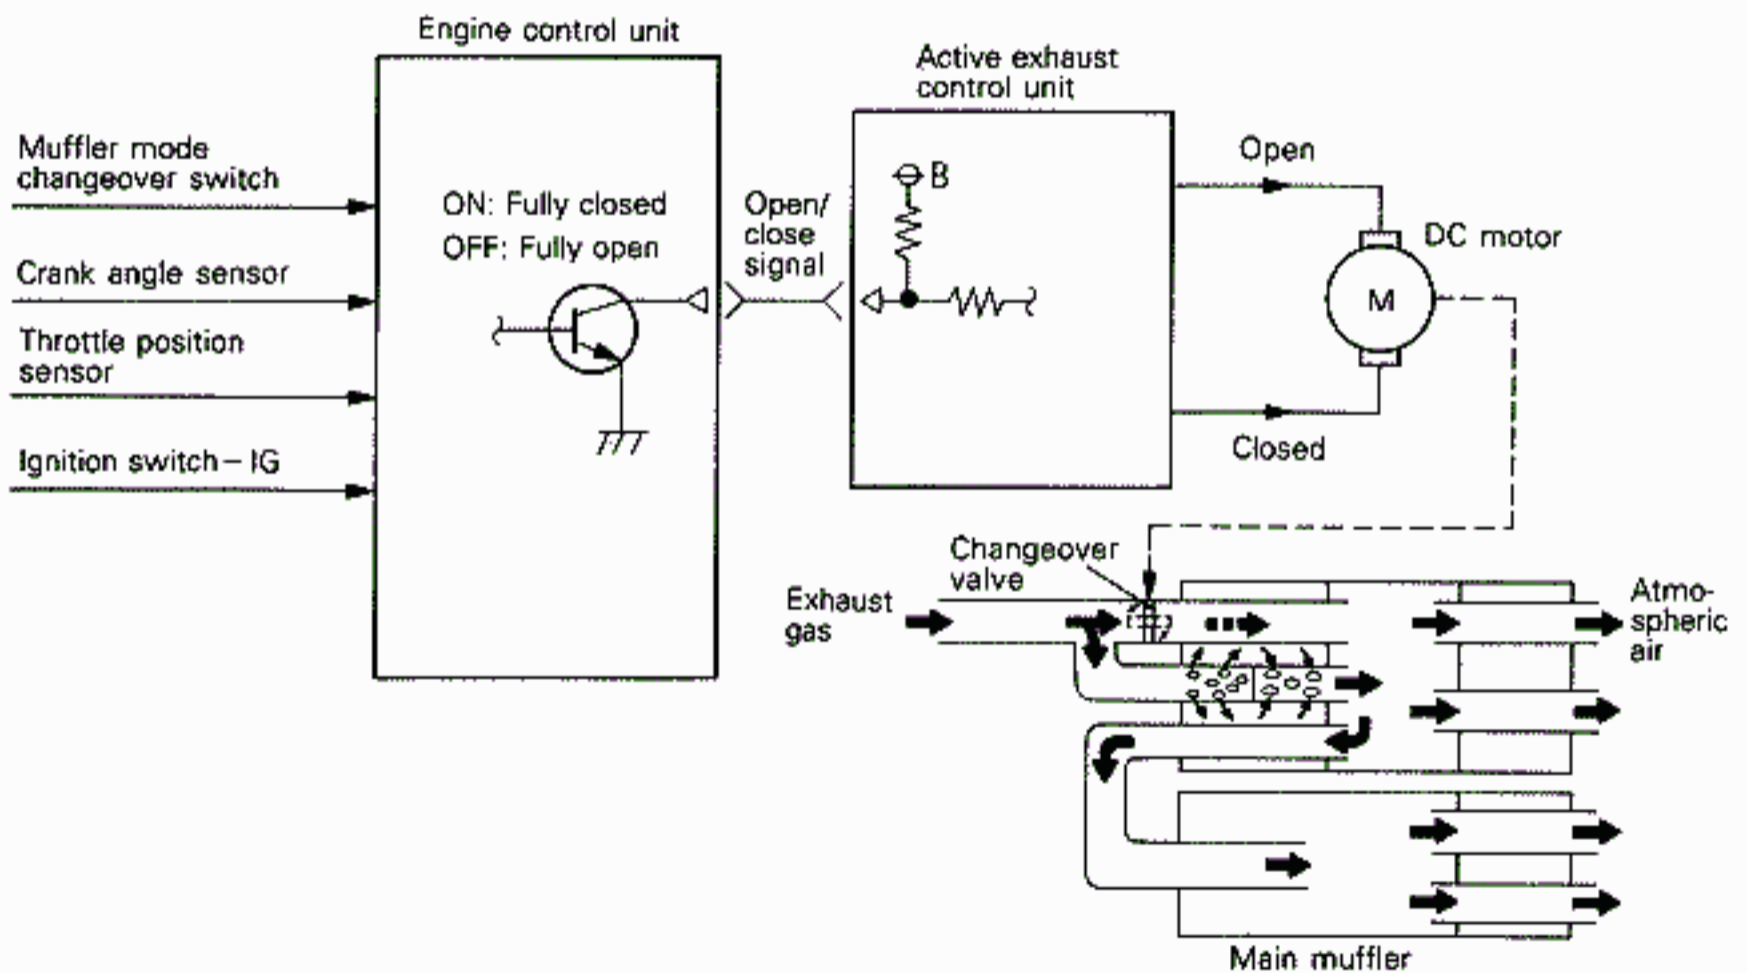 Engine control unit
Active exhaust
control unit
Muffler mode
changeover switch
Crank angle sensor
Throttle position
sensor
Ignition switch – IG
ON: Fully closed
OFF: Fully open
Open/
close
signal
B
Open
DC motor
M
Closed
Changeover
valve
Exhaust
gas
Atmo-
spheric
air
Main muffler